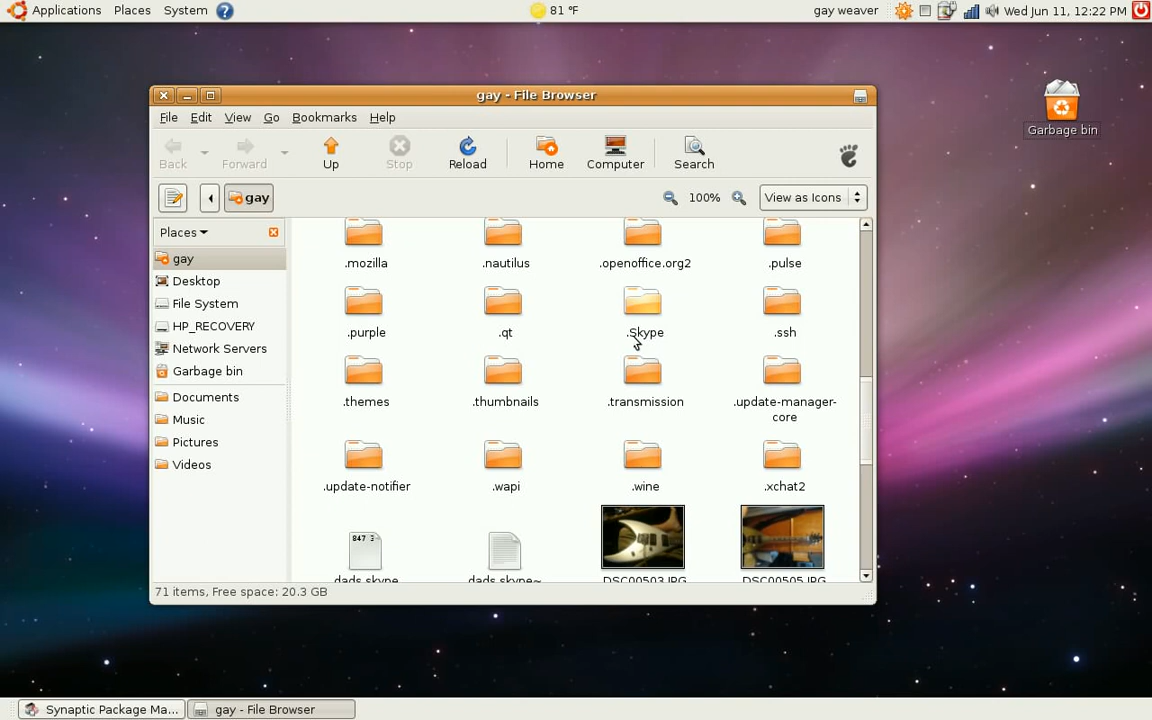 Applications Places System 81 °F gay weaver Wed Jun 11, 12:22 PM
gay - File Browser
File Edit View Go Bookmarks Help
Back Forward Up Stop Reload Home Computer Search
gay 100% View as Icons
Places
gay
Desktop
File System
HP_RECOVERY
Network Servers
Garbage bin
Documents
Music
Pictures
Videos
.mozilla .nautilus .openoffice.org2 .pulse
.purple .qt .Skype .ssh
.themes .thumbnails .transmission .update-manager-
core
.update-notifier .wapi .wine .xchat2
847
dads skype dads skype~ DSC00503.JPG DSC00505.JPG
71 items, Free space: 20.3 GB
Garbage bin
Synaptic Package Ma... gay - File Browser